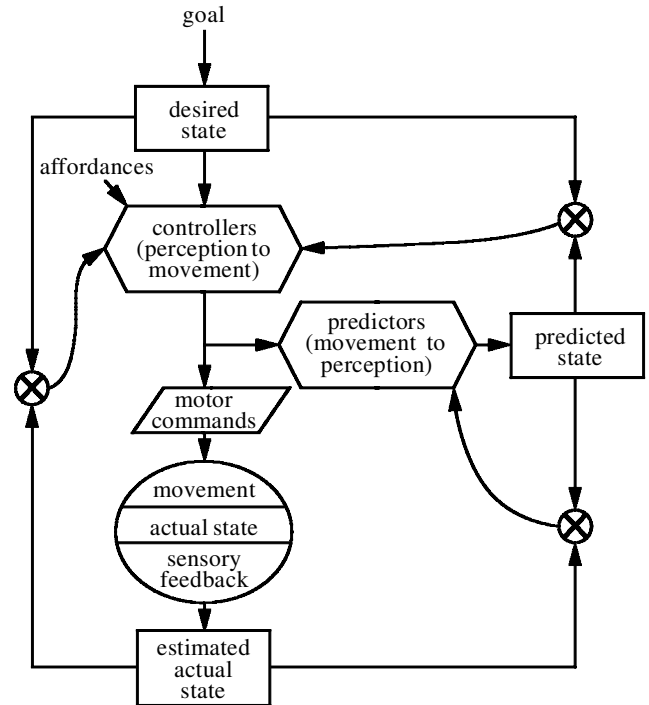 goal
desired
state
affordances
controllers
(perception to
movement)
predictors
(movement to
perception)
predicted
state
motor
commands
movement
actual state
sensory
feedback
estimated
actual
state